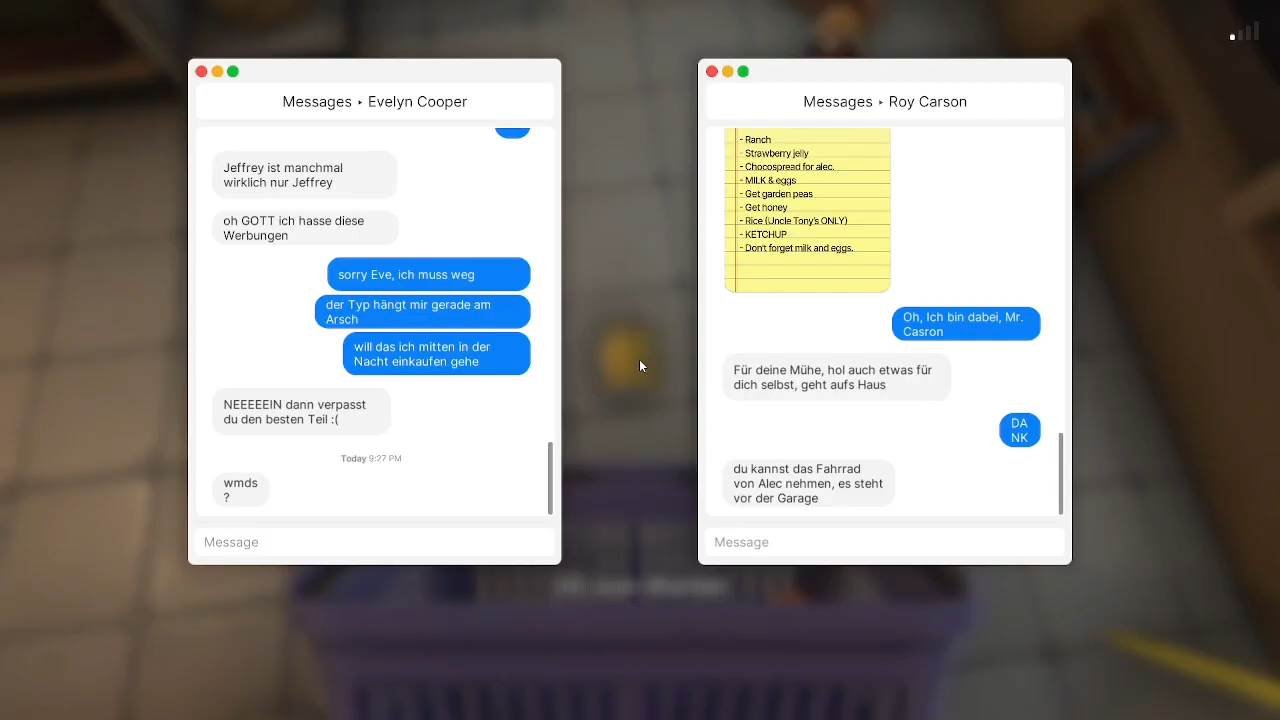 Messages ▸ Evelyn Cooper
Jeffrey ist manchmal
wirklich nur Jeffrey
oh GOTT ich hasse diese
Werbungen
sorry Eve, ich muss weg
der Typ hängt mir gerade am
Arsch
will das ich mitten in der
Nacht einkaufen gehe
NEEEEEIN dann verpasst
du den besten Teil :(
Today 9:27 PM
wmds
?
Message
Messages ▸ Roy Carson
- Ranch
- Strawberry jelly
- Chocospread for alec.
- MILK & eggs
- Get garden peas
- Get honey
- Rice (Uncle Tony's ONLY)
- KETCHUP
- Don't forget milk and eggs.
Oh, Ich bin dabei, Mr.
Casron
Für deine Mühe, hol auch etwas für
dich selbst, geht aufs Haus
DA
NK
du kannst das Fahrrad
von Alec nehmen, es steht
vor der Garage
Message